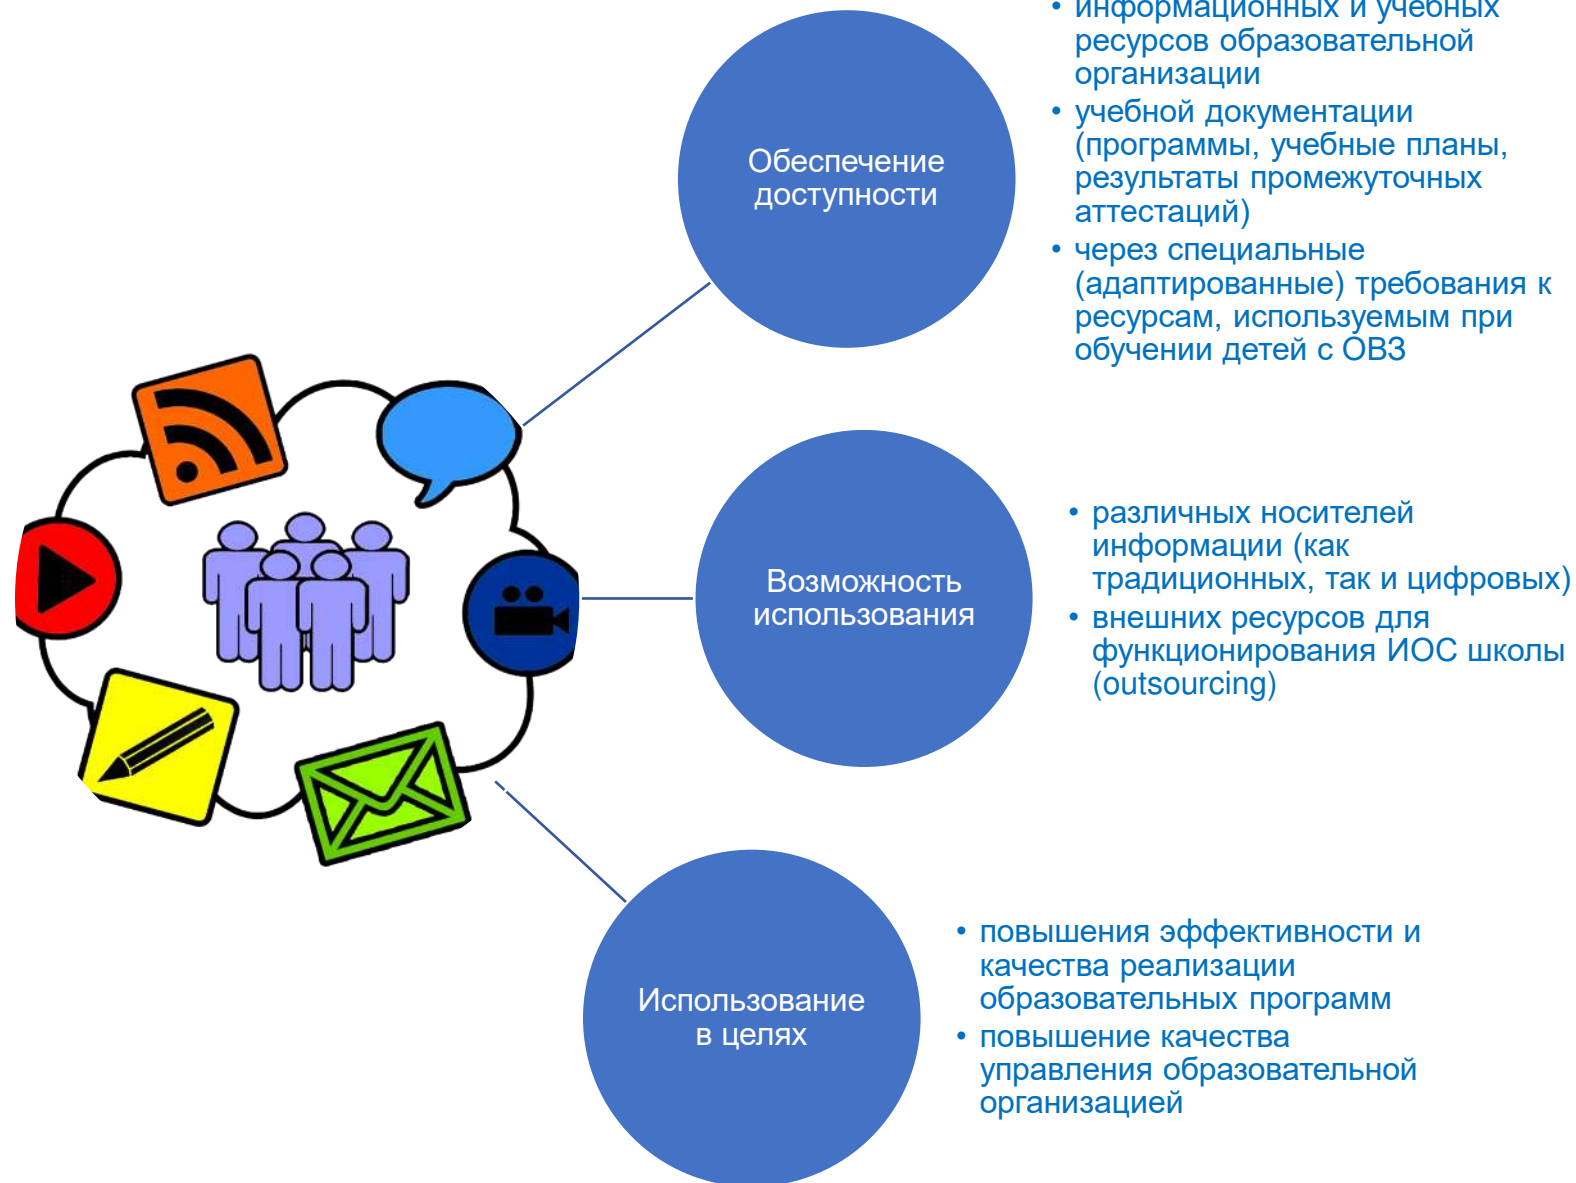 • информационных и учебных
ресурсов образовательной
организации
• учебной документации
(программы, учебные планы,
результаты промежуточных
аттестаций)
• через специальные
(адаптированные) требования к
ресурсам, используемым при
обучении детей с ОВЗ
Обеспечение
доступности
• различных носителей
информации (как
традиционных, так и цифровых)
• внешних ресурсов для
функционирования ИОС школы
(outsourcing)
Возможность
использования
• повышения эффективности и
качества реализации
образовательных программ
• повышение качества
управления образовательной
организацией
Использование
в целях